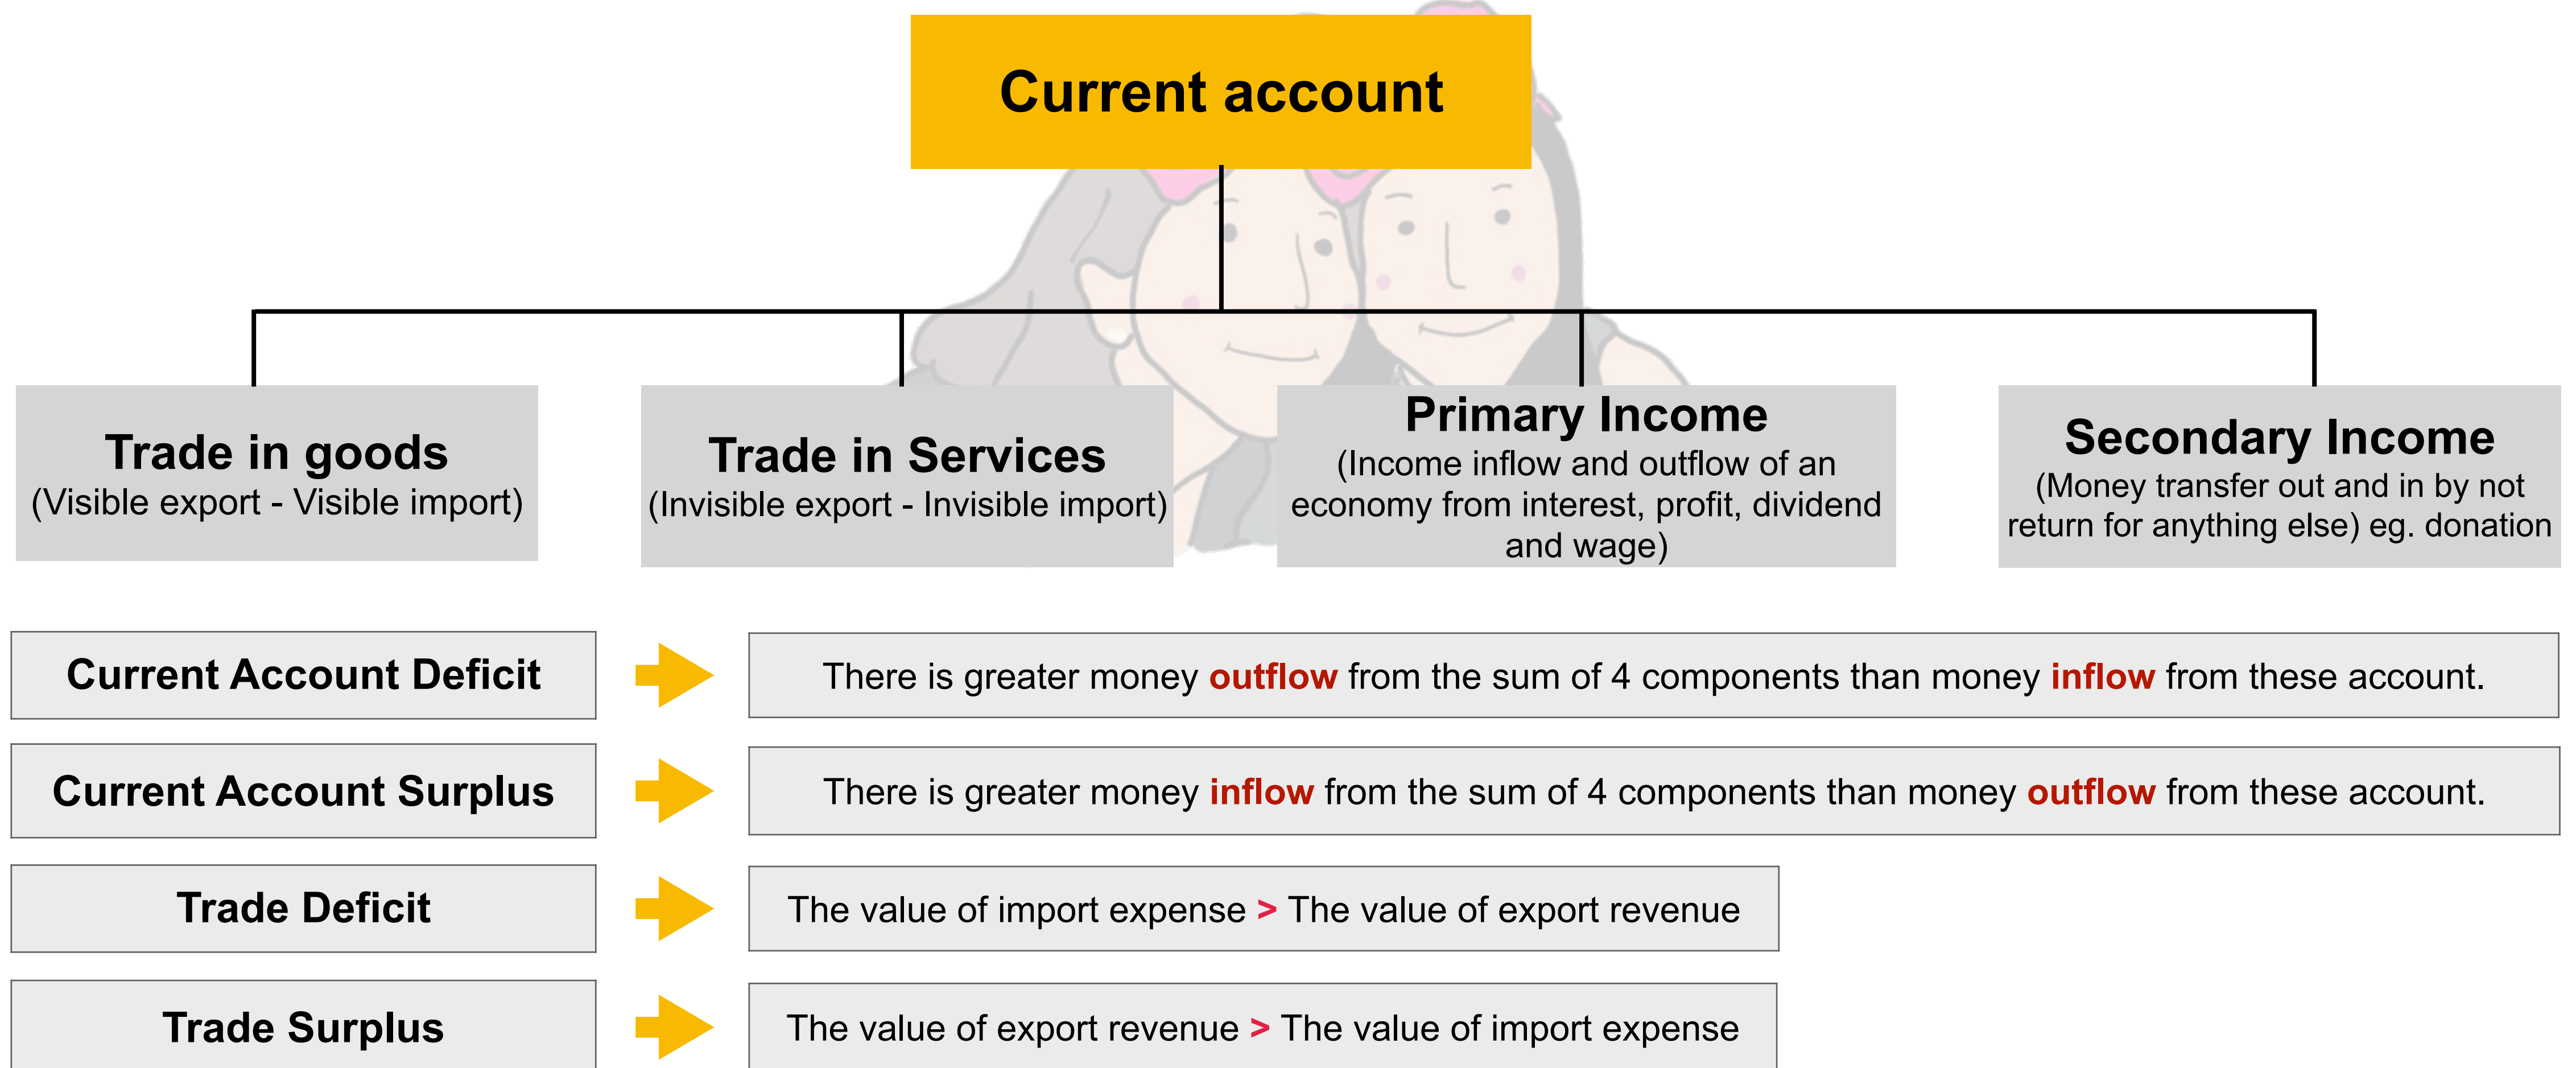 Current account
Trade in goods
(Visible export - Visible import)
Trade in Services
(Invisible export - Invisible import)
Primary Income
(Income inflow and outflow of an
economy from interest, profit, dividend
and wage)
Secondary Income
(Money transfer out and in by not
return for anything else) eg. donation
Current Account Deficit
There is greater money outflow from the sum of 4 components than money inflow from these account.
Current Account Surplus
There is greater money inflow from the sum of 4 components than money outflow from these account.
Trade Deficit
The value of import expense > The value of export revenue
Trade Surplus
The value of export revenue > The value of import expense